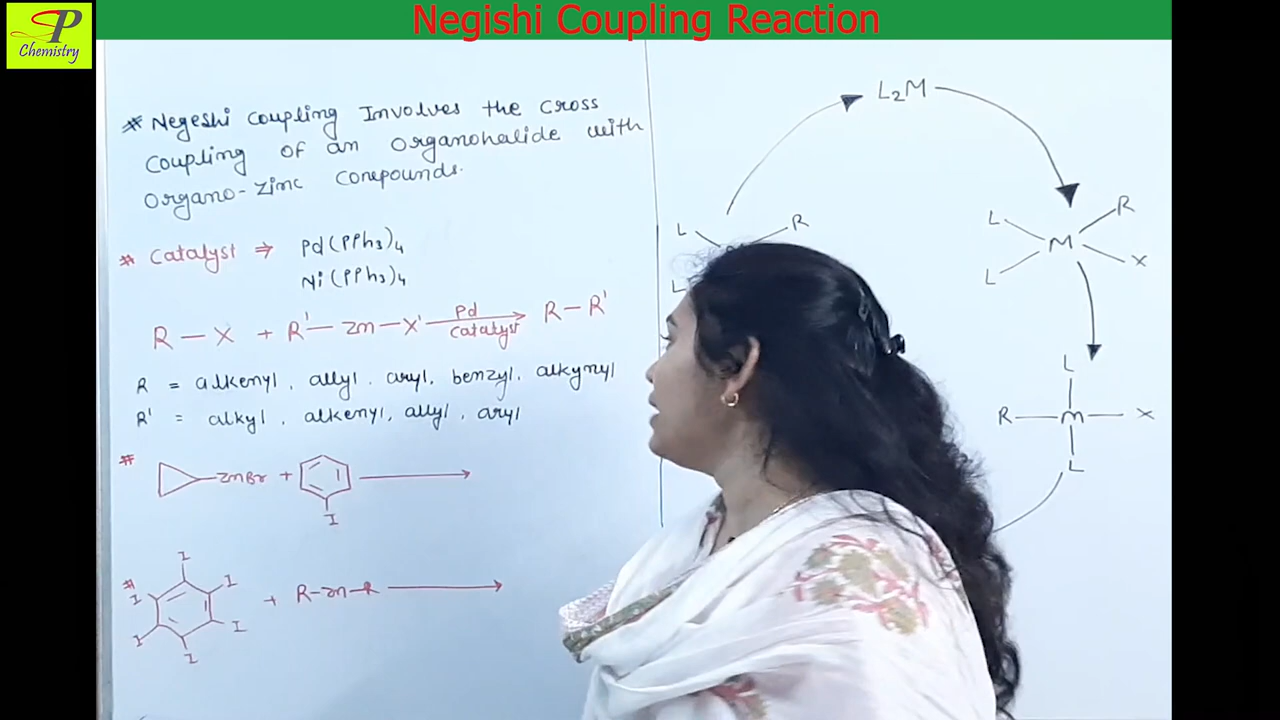 SP
Chemistry
Negishi Coupling Reaction
* Negeshi coupling Involves the cross
coupling of an organohalide with
organo-zinc compounds.
* Catalyst ⇒ Pd(PPh3)4
Ni(PPh3)4
R — X + R' — Zn — X' Pd catalyst → R — R'
R = alkenyl, allyl, aryl, benzyl, alkynyl
R' = alkyl, alkenyl, allyl, aryl
* ZnBr +
I
* I I
I I
I I
+ R-Zn-R
L2M
L R
L
L R
M
L X
L
R — M — X
L